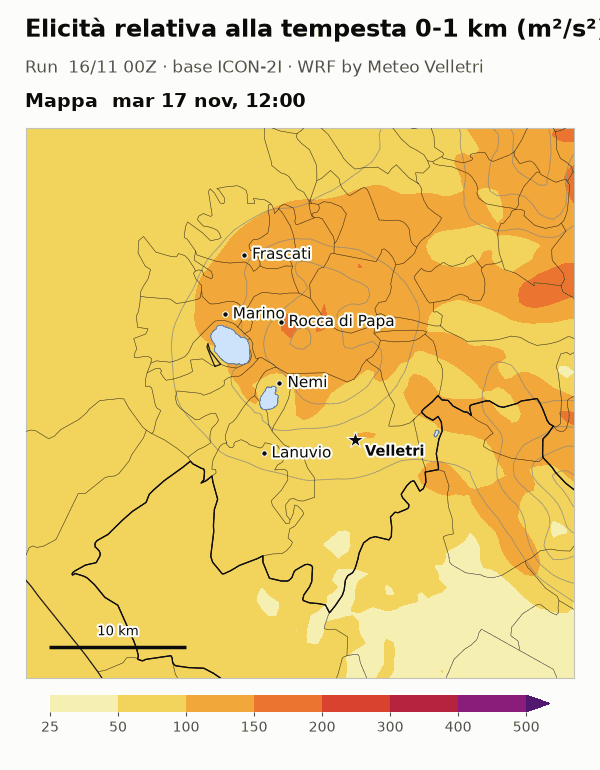 Elicità relativa alla tempesta 0-1 km (m²/s²)
Run 16/11 00Z · base ICON-2I · WRF by Meteo Velletri
Mappa mar 17 nov, 12:00
Frascati
Marino
Rocca di Papa
Nemi
Lanuvio
Velletri
10 km
25 50 100 150 200 300 400 500